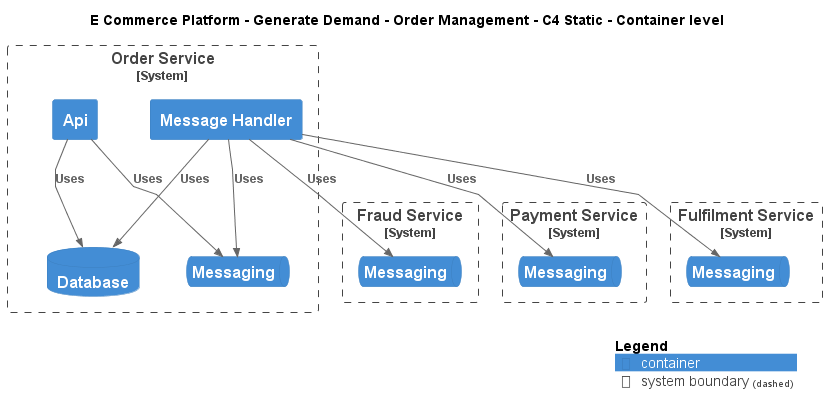 E Commerce Platform - Generate Demand - Order Management - C4 Static - Container level
Order Service
[System]
Api
Message Handler
Uses
Uses
Uses
Uses
Uses
Uses
Uses
Fraud Service
[System]
Payment Service
[System]
Fulfilment Service
[System]
Database
Messaging
Messaging
Messaging
Messaging
Legend
container
system boundary (dashed)